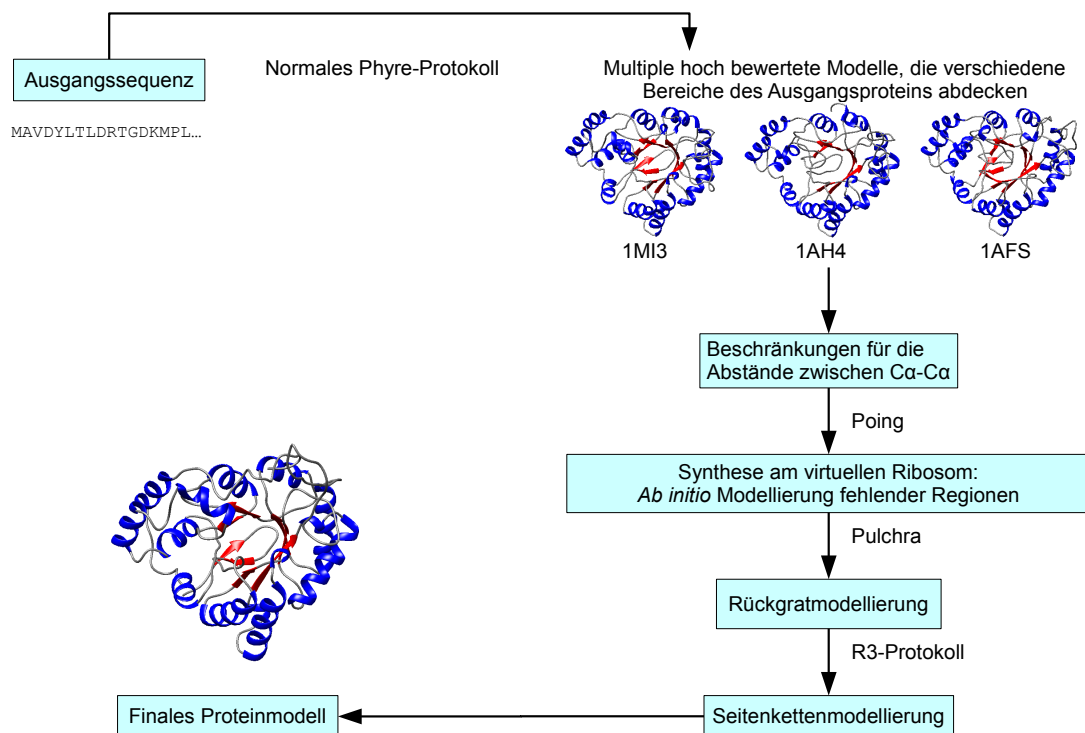 Ausgangssequenz
Normales Phyre-Protokoll
Multiple hoch bewertete Modelle, die verschiedene
Bereiche des Ausgangsproteins abdecken
MAVDYLTLDRTGDKMPL…
1MI3
1AH4
1AFS
Beschränkungen für die
Abstände zwischen Cα-Cα
Poing
Synthese am virtuellen Ribosom:
Ab initio Modellierung fehlender Regionen
Pulchra
Rückgratmodellierung
R3-Protokoll
Seitenkettenmodellierung
Finales Proteinmodell